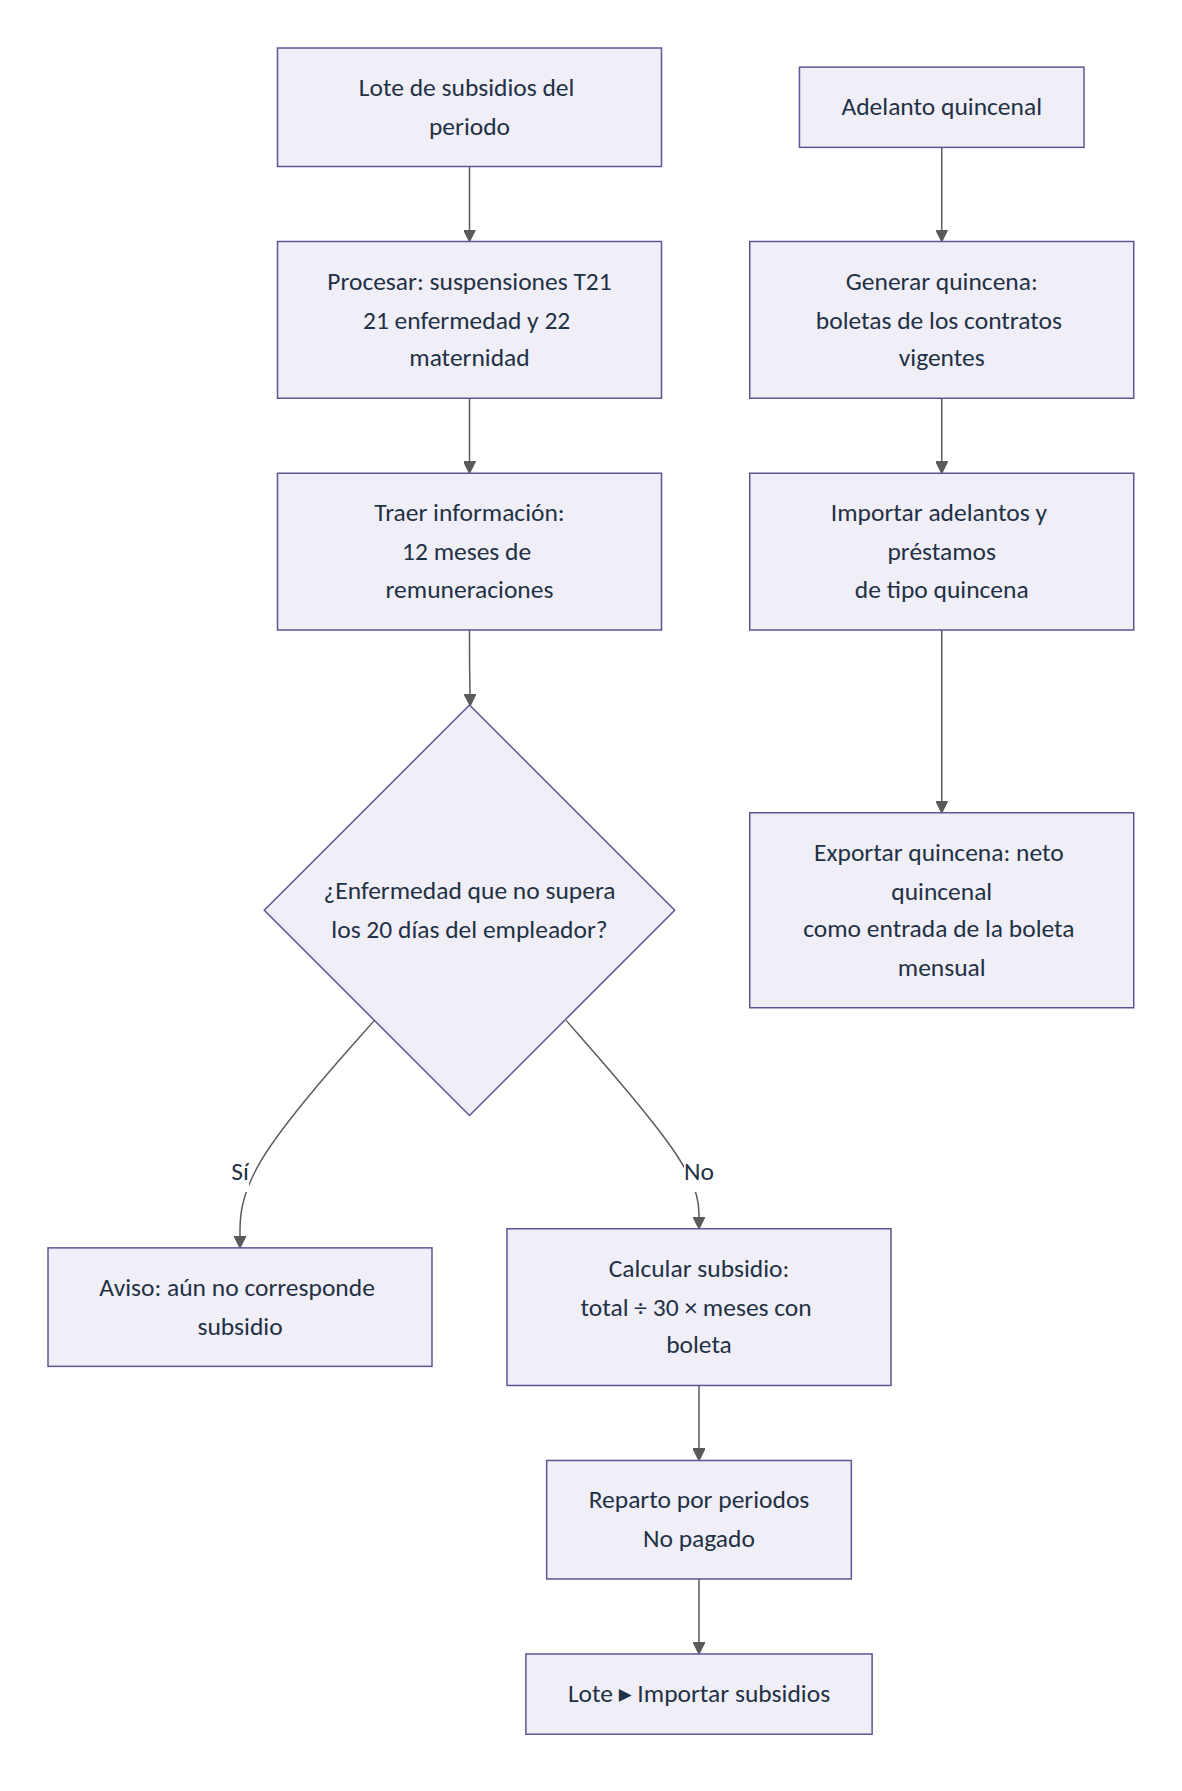 Lote de subsidios del
periodo
Adelanto quincenal
Procesar: suspensiones T21
21 enfermedad y 22
maternidad
Generar quincena:
boletas de los contratos
vigentes
Traer información:
12 meses de
remuneraciones
Importar adelantos y
préstamos
de tipo quincena
¿Enfermedad que no supera
los 20 días del empleador?
Exportar quincena: neto
quincenal
como entrada de la boleta
mensual
Sí
No
Aviso: aún no corresponde
subsidio
Calcular subsidio:
total ÷ 30 × meses con
boleta
Reparto por periodos
No pagado
Lote ▸ Importar subsidios